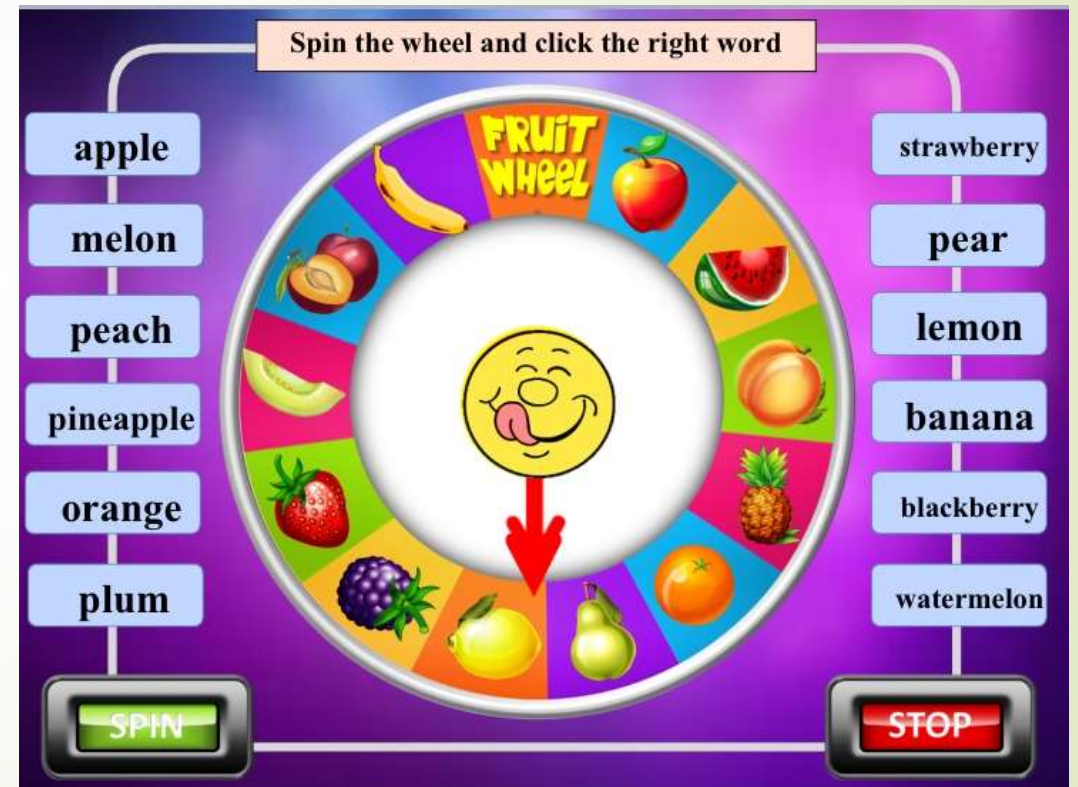 Spin the wheel and click the right word
FRUiT
WHEEL
apple
melon
peach
pineapple
orange
plum
strawberry
pear
lemon
banana
blackberry
watermelon
SPIN
STOP